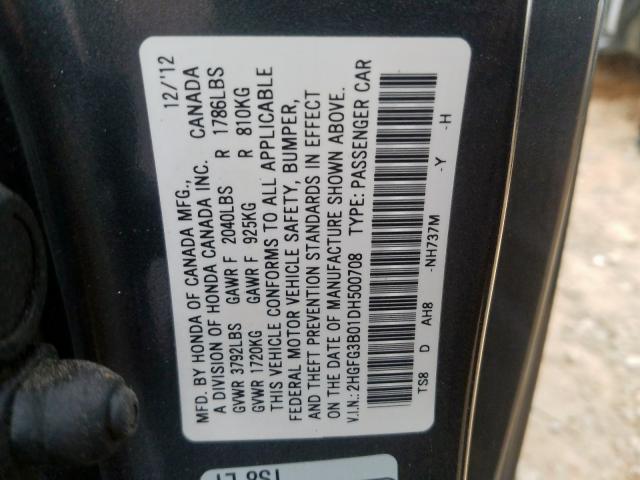 MFD. BY HONDA OF CANADA MFG., 12/'12
A DIVISION OF HONDA CANADA INC. CANADA
GVWR 3792LBS GAWR F 2040LBS R 1786LBS
GVWR 1720KG GAWR F 925KG R 810KG
THIS VEHICLE CONFORMS TO ALL APPLICABLE
FEDERAL MOTOR VEHICLE SAFETY, BUMPER,
AND THEFT PREVENTION STANDARDS IN EFFECT
ON THE DATE OF MANUFACTURE SHOWN ABOVE.
V.I.N.: 2HGFG3B01DH500708 TYPE: PASSENGER CAR
TS8 D AH8 -NH737M -Y -H